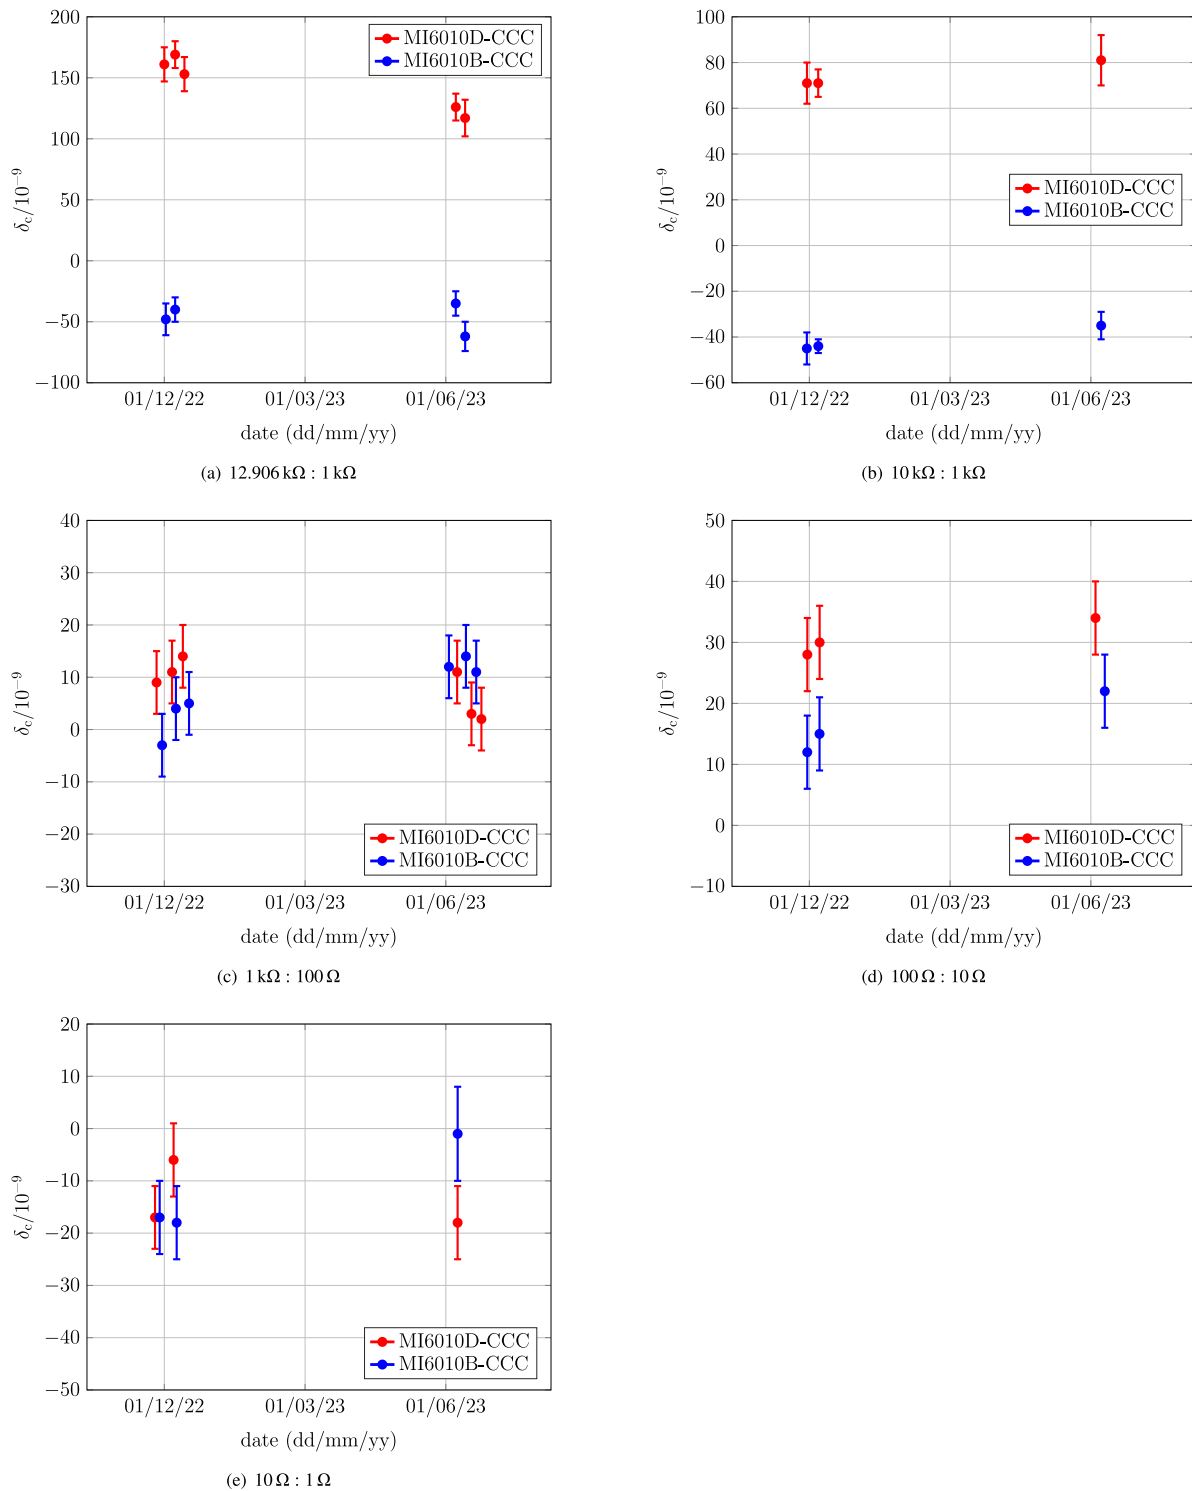 200
150
100
50
0
−50
−100
δc/10−9
MI6010D-CCC
MI6010B-CCC
01/12/22 01/03/23 01/06/23
date (dd/mm/yy)
(a) 12.906 kΩ : 1 kΩ
100
80
60
40
20
0
−20
−40
−60
δc/10−9
MI6010D-CCC
MI6010B-CCC
01/12/22 01/03/23 01/06/23
date (dd/mm/yy)
(b) 10 kΩ : 1 kΩ
40
30
20
10
0
−10
−20
−30
δc/10−9
MI6010D-CCC
MI6010B-CCC
01/12/22 01/03/23 01/06/23
date (dd/mm/yy)
(c) 1 kΩ : 100 Ω
50
40
30
20
10
0
−10
δc/10−9
MI6010D-CCC
MI6010B-CCC
01/12/22 01/03/23 01/06/23
date (dd/mm/yy)
(d) 100 Ω : 10 Ω
20
10
0
−10
−20
−30
−40
−50
δc/10−9
MI6010D-CCC
MI6010B-CCC
01/12/22 01/03/23 01/06/23
date (dd/mm/yy)
(e) 10 Ω : 1 Ω